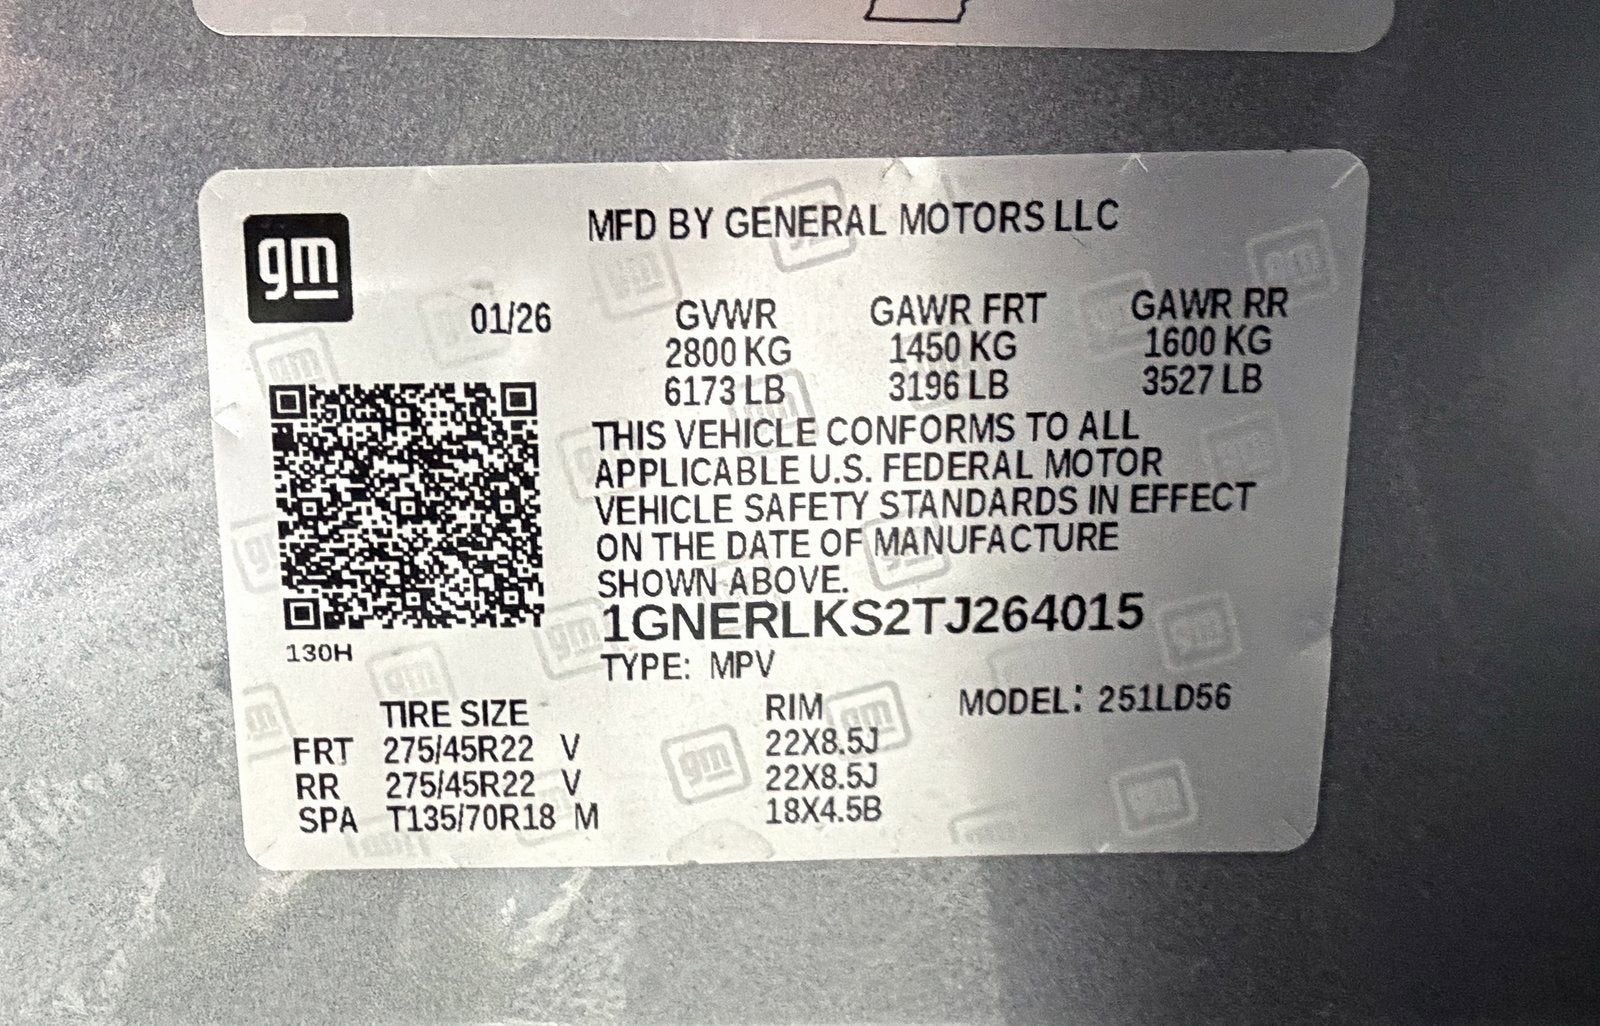 gm
MFD BY GENERAL MOTORS LLC
01/26
GVWR GAWR FRT GAWR RR
2800 KG 1450 KG 1600 KG
6173 LB 3196 LB 3527 LB
THIS VEHICLE CONFORMS TO ALL
APPLICABLE U.S. FEDERAL MOTOR
VEHICLE SAFETY STANDARDS IN EFFECT
ON THE DATE OF MANUFACTURE
SHOWN ABOVE.
1GNERLKS2TJ264015
130H
TYPE: MPV
TIRE SIZE RIM MODEL: 251LD56
FRT 275/45R22 V 22X8.5J
RR 275/45R22 V 22X8.5J
SPA T135/70R18 M 18X4.5B